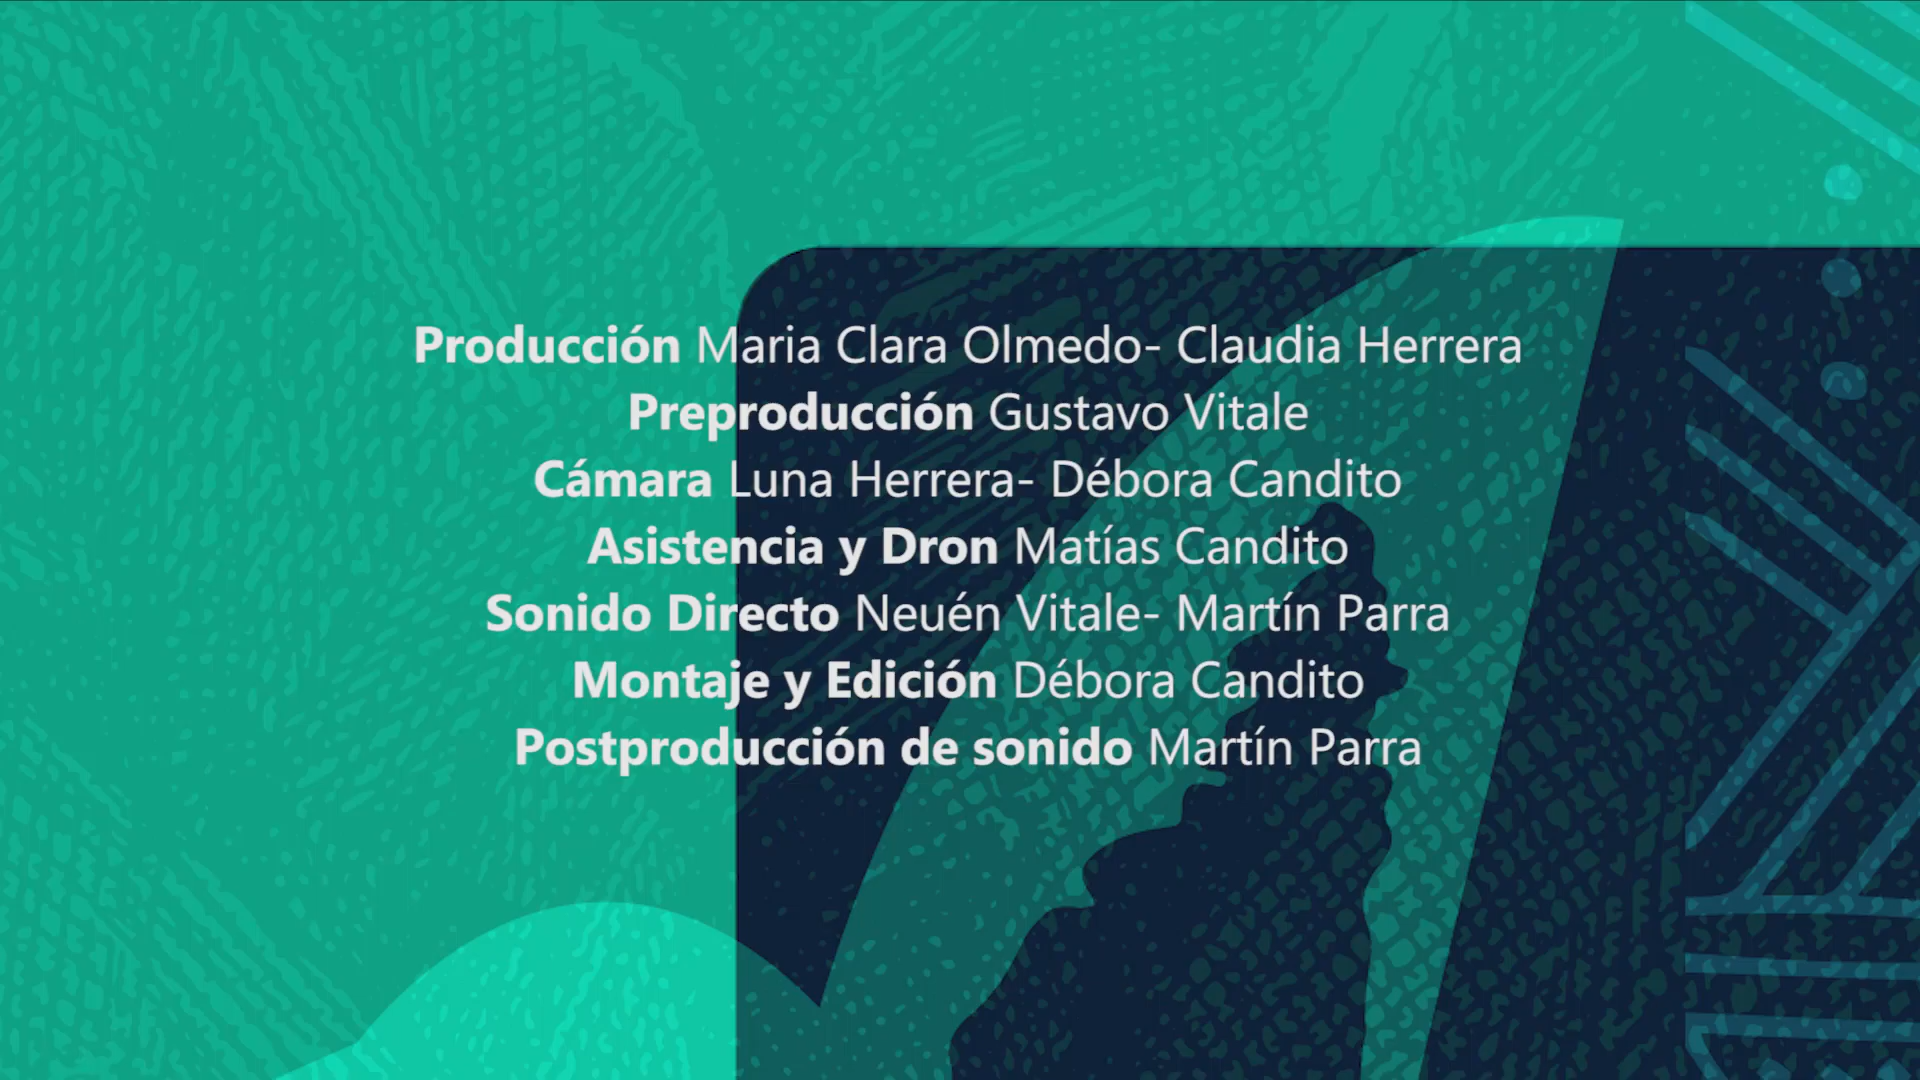 Producción Maria Clara Olmedo- Claudia Herrera
Preproducción Gustavo Vitale
Cámara Luna Herrera- Débora Candito
Asistencia y Dron Matías Candito
Sonido Directo Neuén Vitale- Martín Parra
Montaje y Edición Débora Candito
Postproducción de sonido Martín Parra